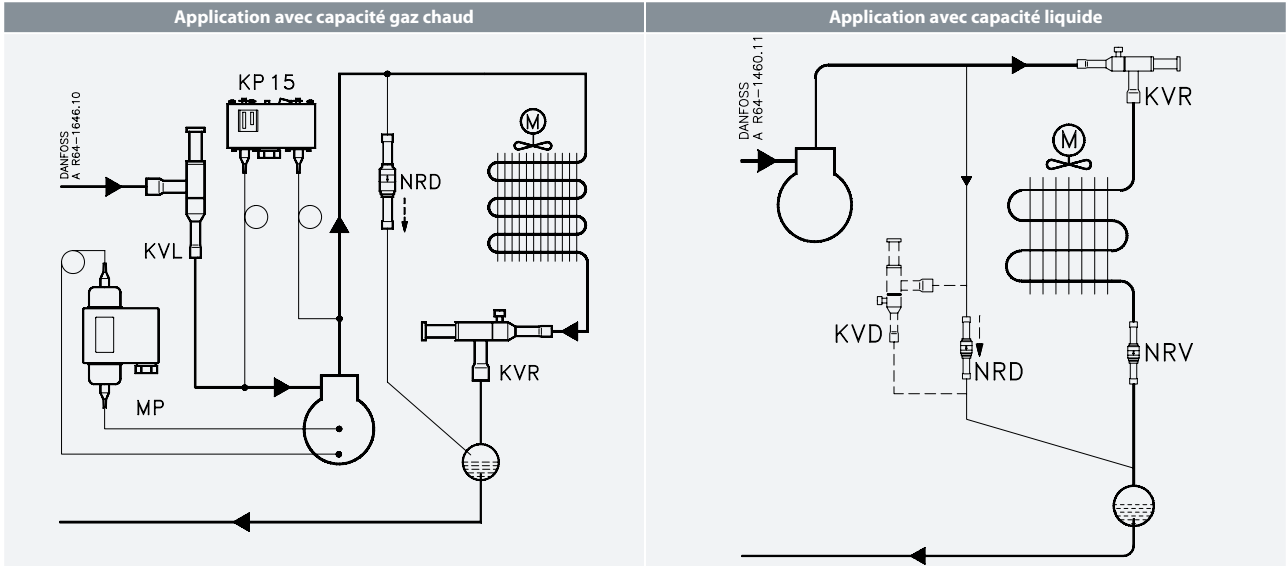 Application avec capacité gaz chaud
DANFOSS
A R64-1646.10
KP 15
NRD
M
KVL
KVR
MP
Application avec capacité liquide
DANFOSS
A R64-1460.11
KVR
M
KVD
NRD
NRV